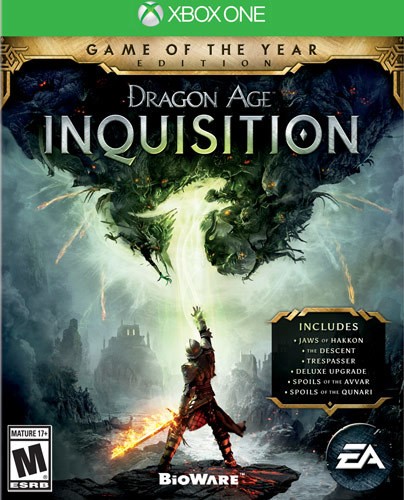 XBOX ONE
GAME OF THE YEAR
EDITION
DRAGON AGE
INQUISITION
INCLUDES
• JAWS OF HAKKON
• THE DESCENT
• TRESPASSER
• DELUXE UPGRADE
• SPOILS OF THE AVVAR
• SPOILS OF THE QUNARI
MATURE 17+
M
ESRB
BIOWARE™
EA